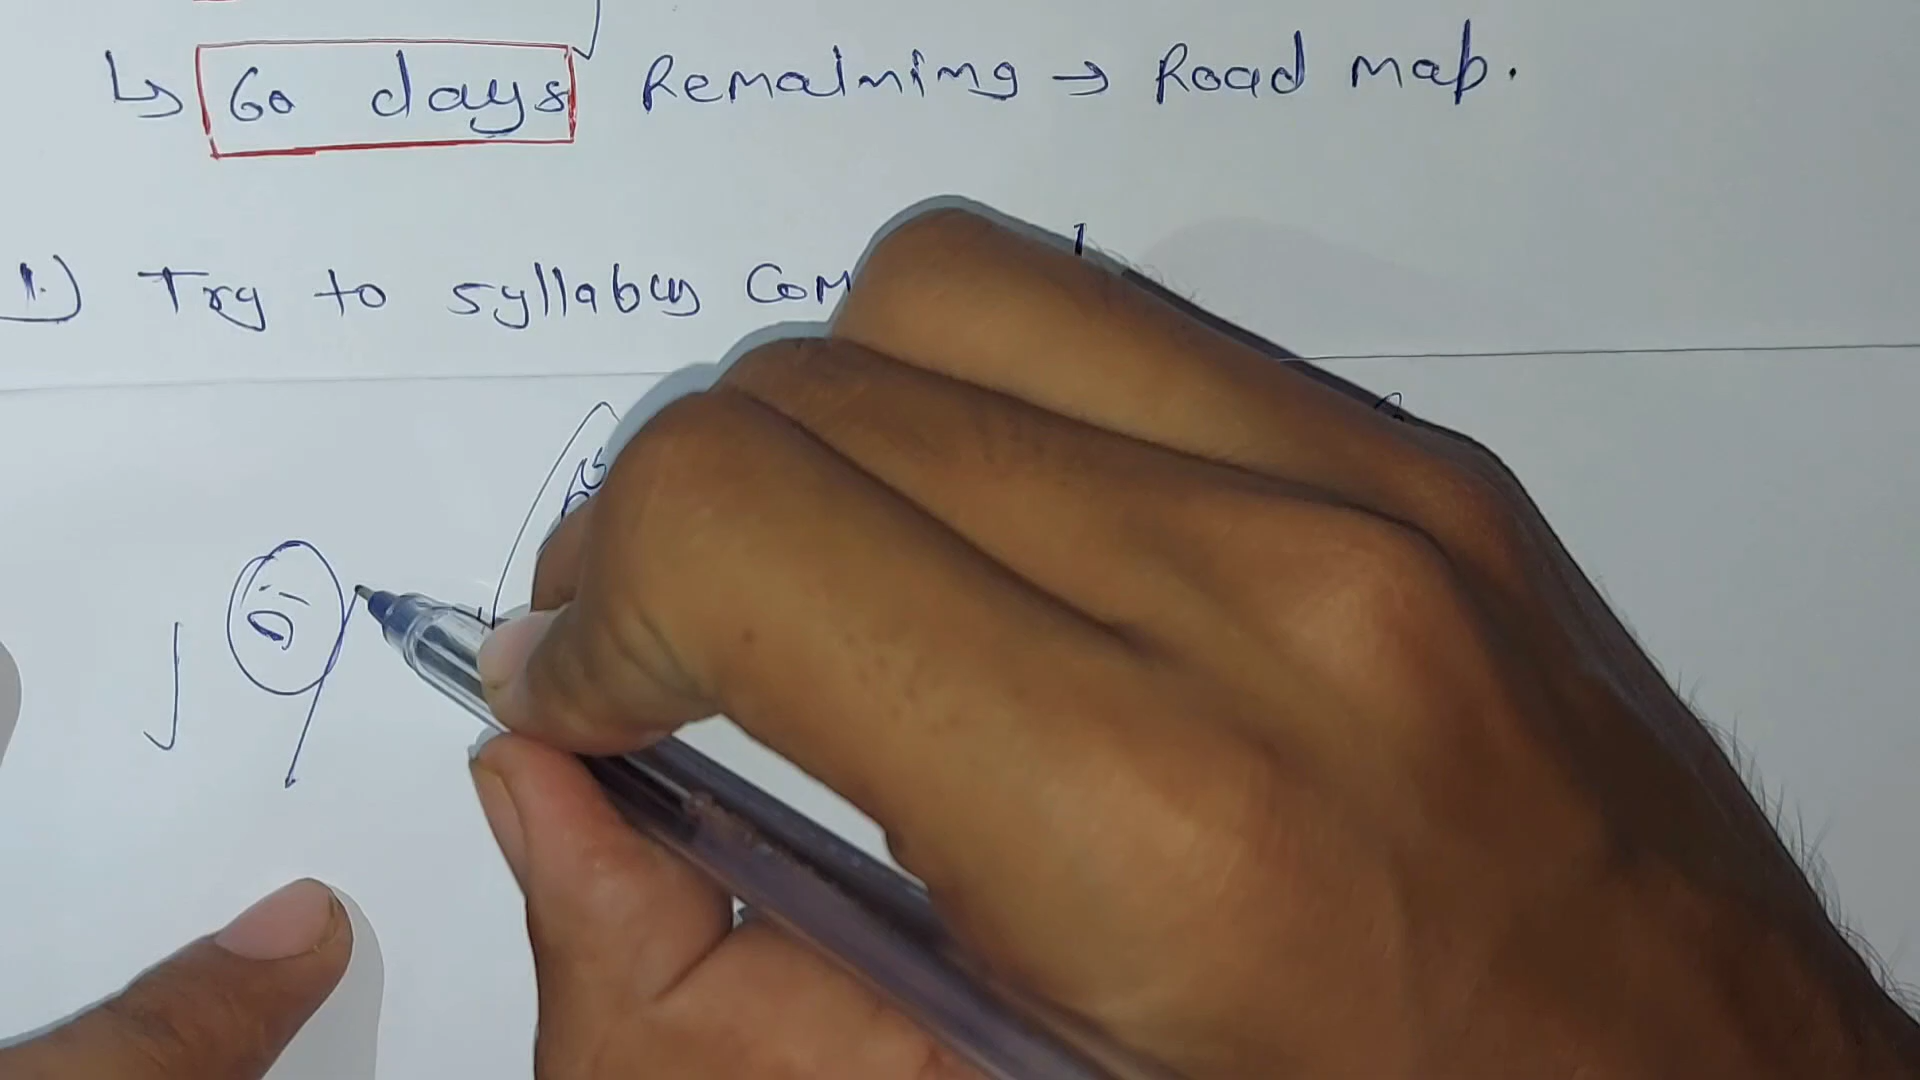 ↳ 60 days Remaining → Road map.
1.) Try to syllabus Com